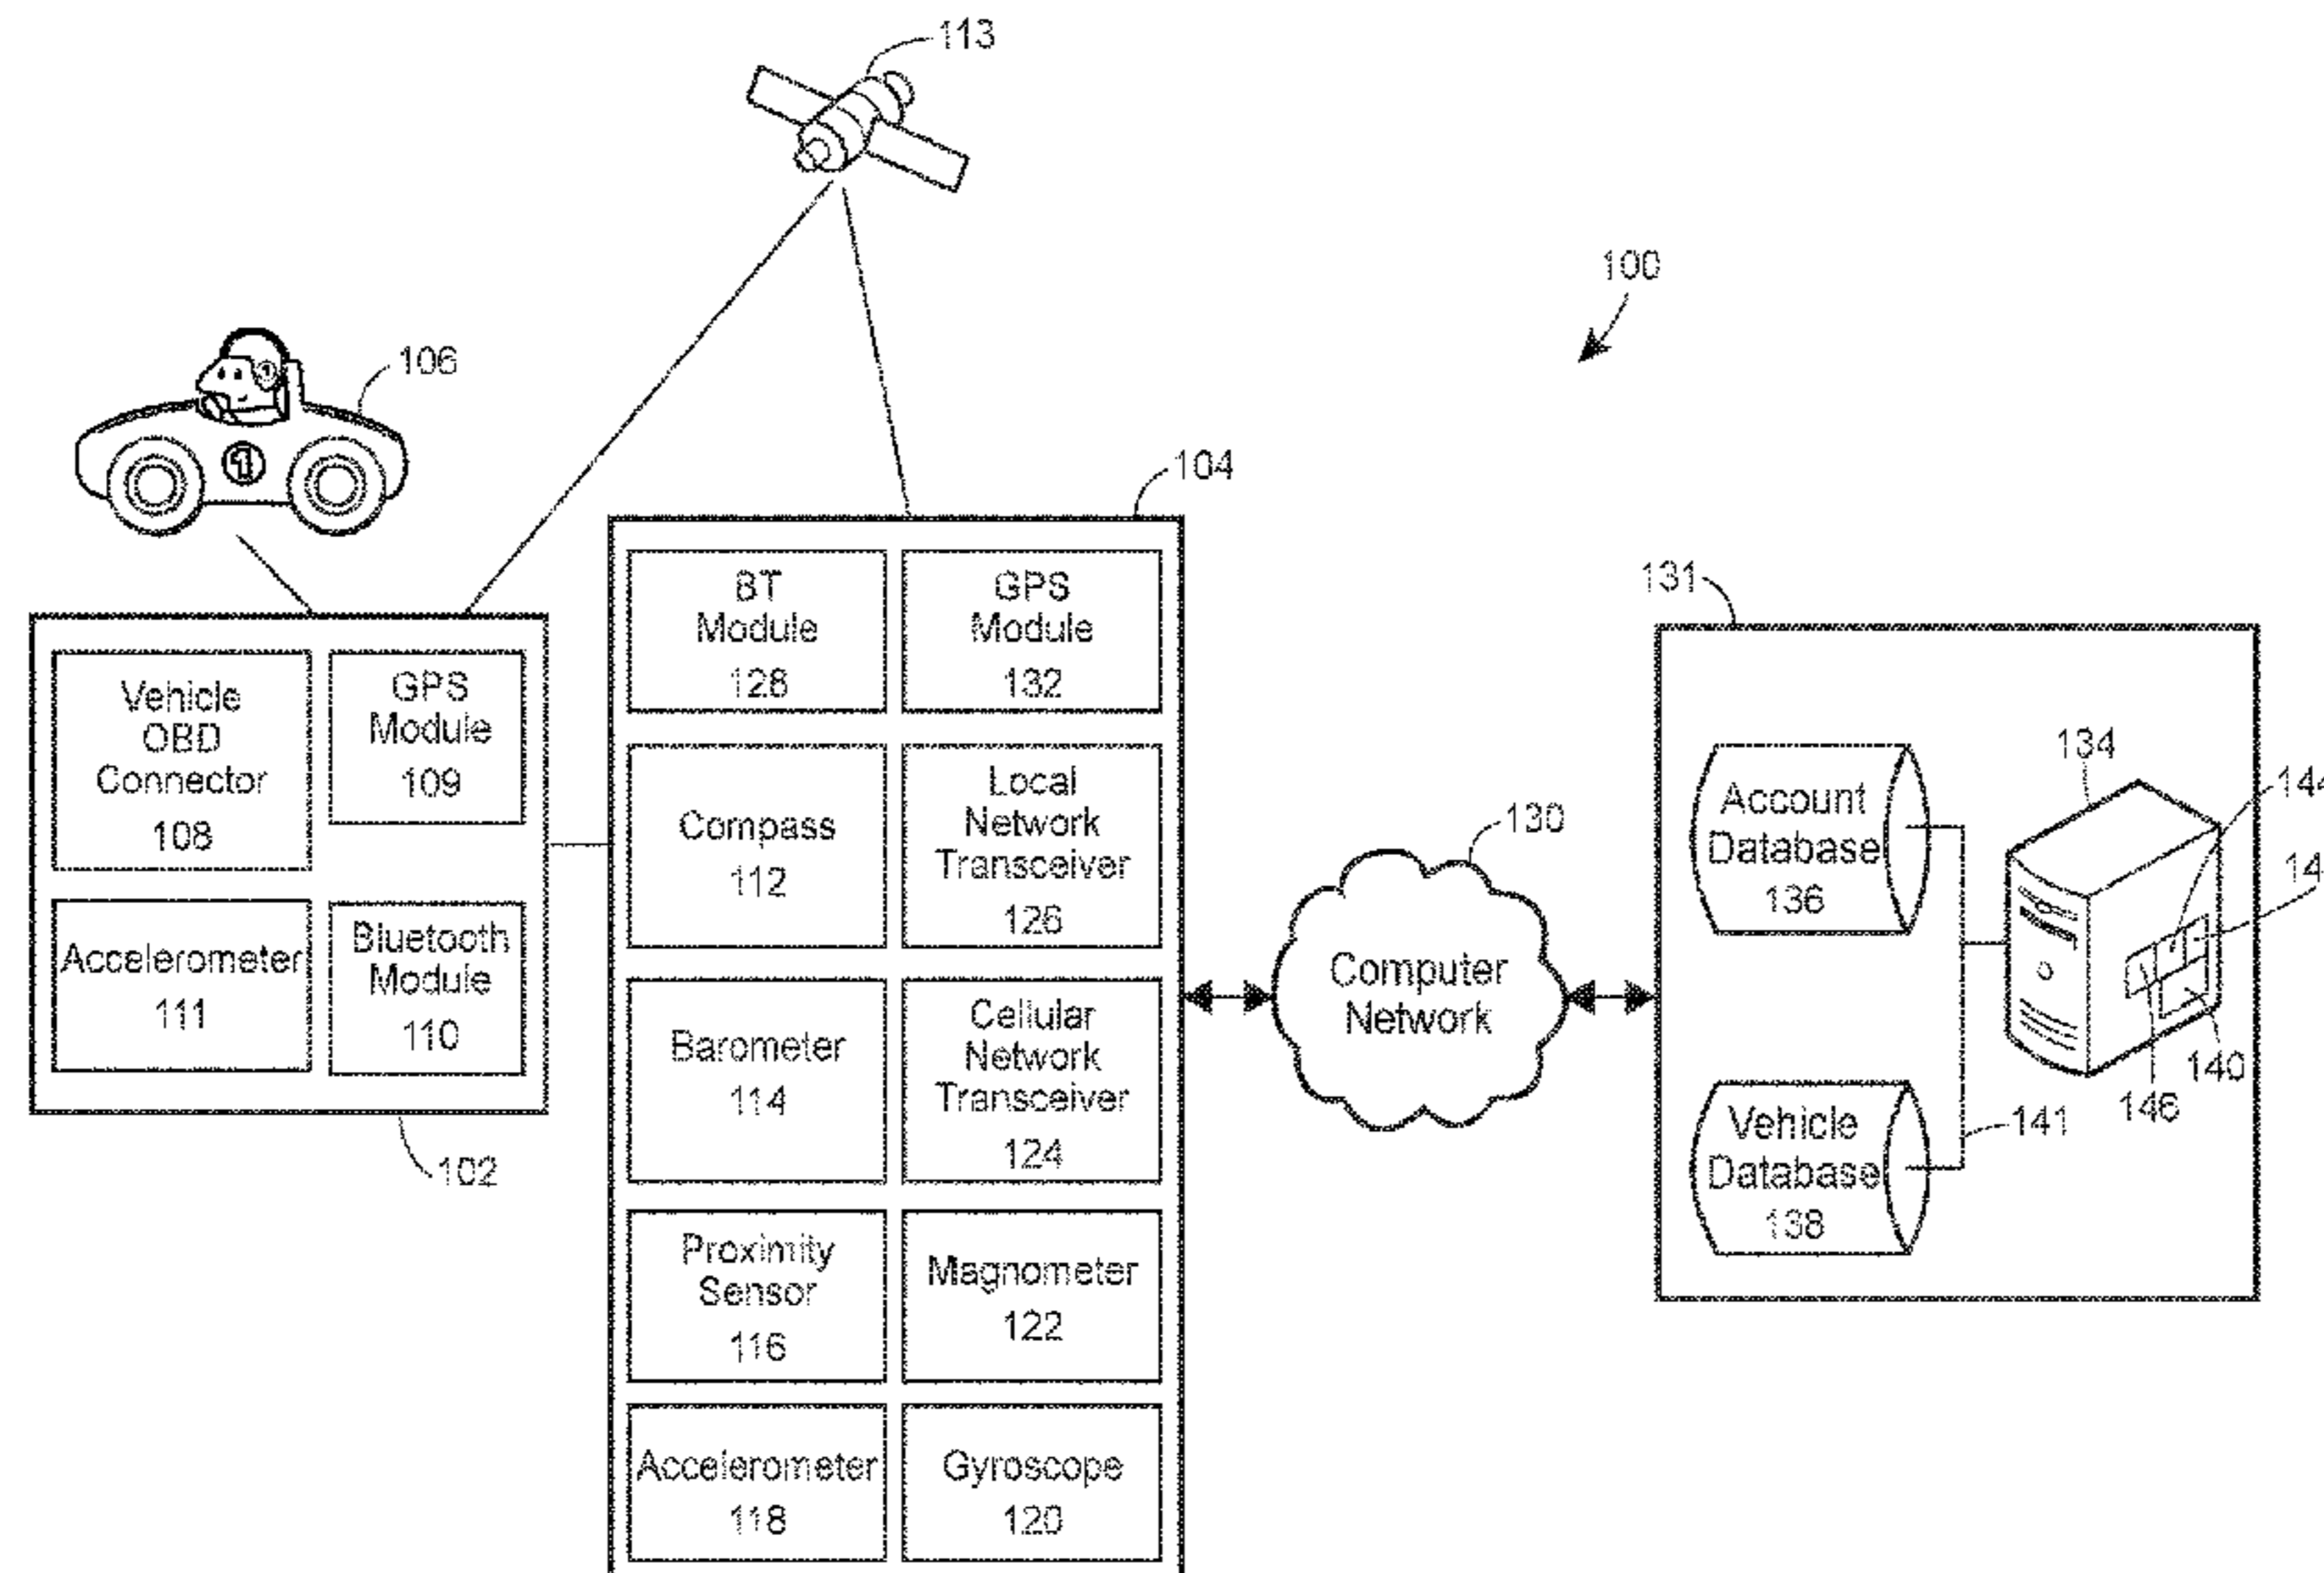 113
100
106
1
1
104
131
BT
Module
128
GPS
Module
132
Vehicle
OBD
Connector
108
GPS
Module
109
Compass
112
Local
Network
Transceiver
126
Accelerometer
111
Bluetooth
Module
110
102
Barometer
114
Cellular
Network
Transceiver
124
Proximity
Sensor
116
Magnometer
122
Accelerometer
118
Gyroscope
120
130
Computer
Network
Account
Database
136
134
144
146
140
141
Vehicle
Database
138